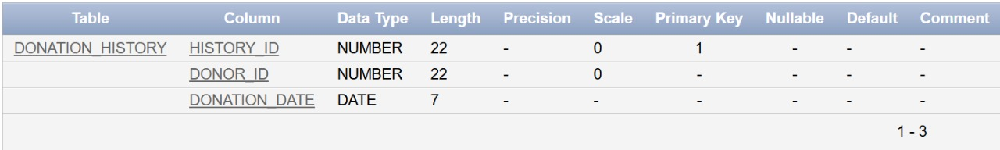 Table Column Data Type Length Precision Scale Primary Key Nullable Default Comment
DONATION_HISTORY HISTORY_ID NUMBER 22 - 0 1 - - -
DONOR_ID NUMBER 22 - 0 - - - -
DONATION_DATE DATE 7 - - - - - -
1 - 3